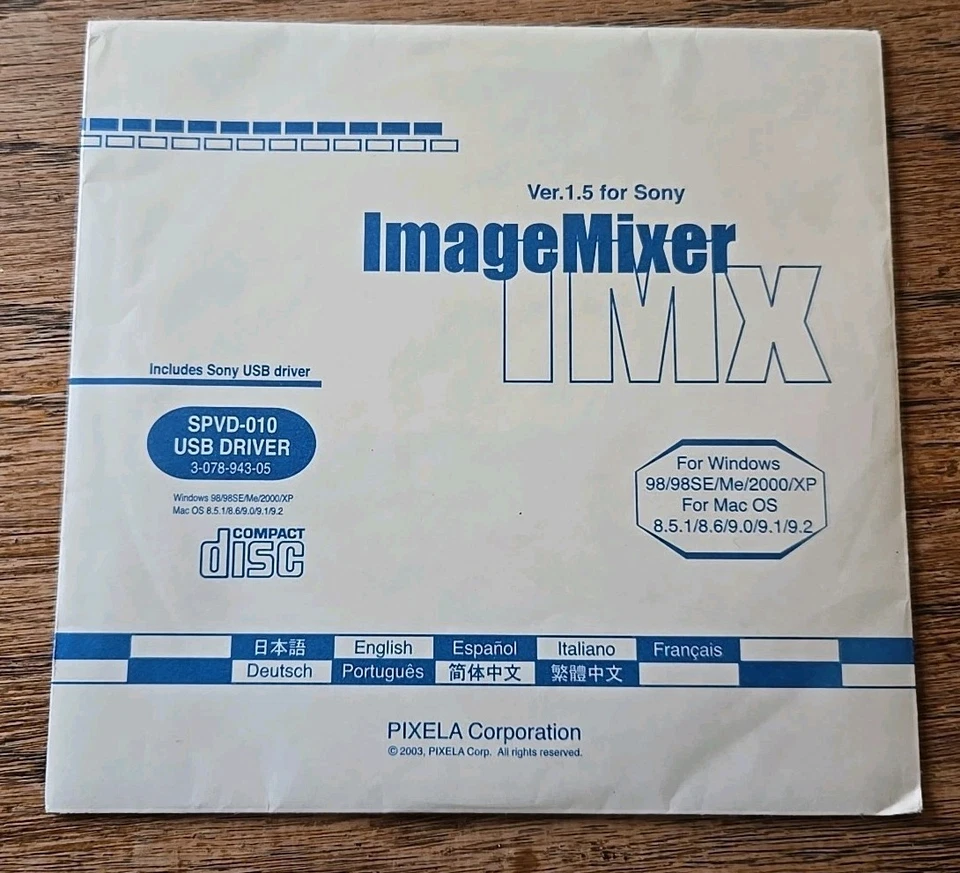 Ver.1.5 for Sony
ImageMixer
IMX
Includes Sony USB driver
SPVD-010
USB DRIVER
3-078-943-05
Windows 98/98SE/Me/2000/XP
Mac OS 8.5.1/8.6/9.0/9.1/9.2
COMPACT
disc
For Windows
98/98SE/Me/2000/XP
For Mac OS
8.5.1/8.6/9.0/9.1/9.2
日本語 English Español Italiano Français
Deutsch Português 简体中文 繁體中文
PIXELA Corporation
© 2003, PIXELA Corp. All rights reserved.